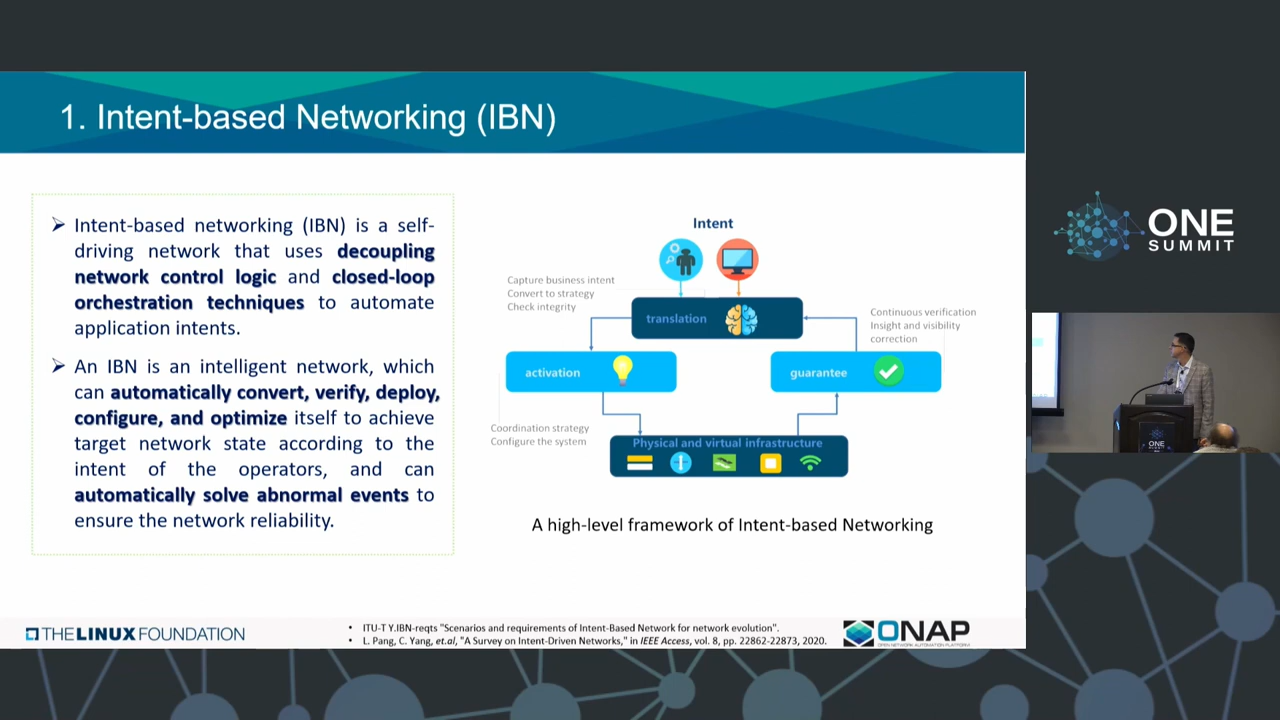 1. Intent-based Networking (IBN)
➢ Intent-based networking (IBN) is a self-
driving network that uses decoupling
network control logic and closed-loop
orchestration techniques to automate
application intents.
➢ An IBN is an intelligent network, which
can automatically convert, verify, deploy,
configure, and optimize itself to achieve
target network state according to the
intent of the operators, and can
automatically solve abnormal events to
ensure the network reliability.
Intent
Capture business intent
Convert to strategy
Check integrity
translation
Continuous verification
Insight and visibility
correction
activation
guarantee
Coordination strategy
Configure the system
Physical and virtual infrastructure
A high-level framework of Intent-based Networking
THE LINUX FOUNDATION
• ITU-T Y.IBN-reqts "Scenarios and requirements of Intent-Based Network for network evolution".
• L. Pang, C. Yang, et.al, "A Survey on Intent-Driven Networks," in IEEE Access, vol. 8, pp. 22862-22873, 2020.
ONAP
OPEN NETWORK AUTOMATION PLATFORM
ONE
SUMMIT
ONE